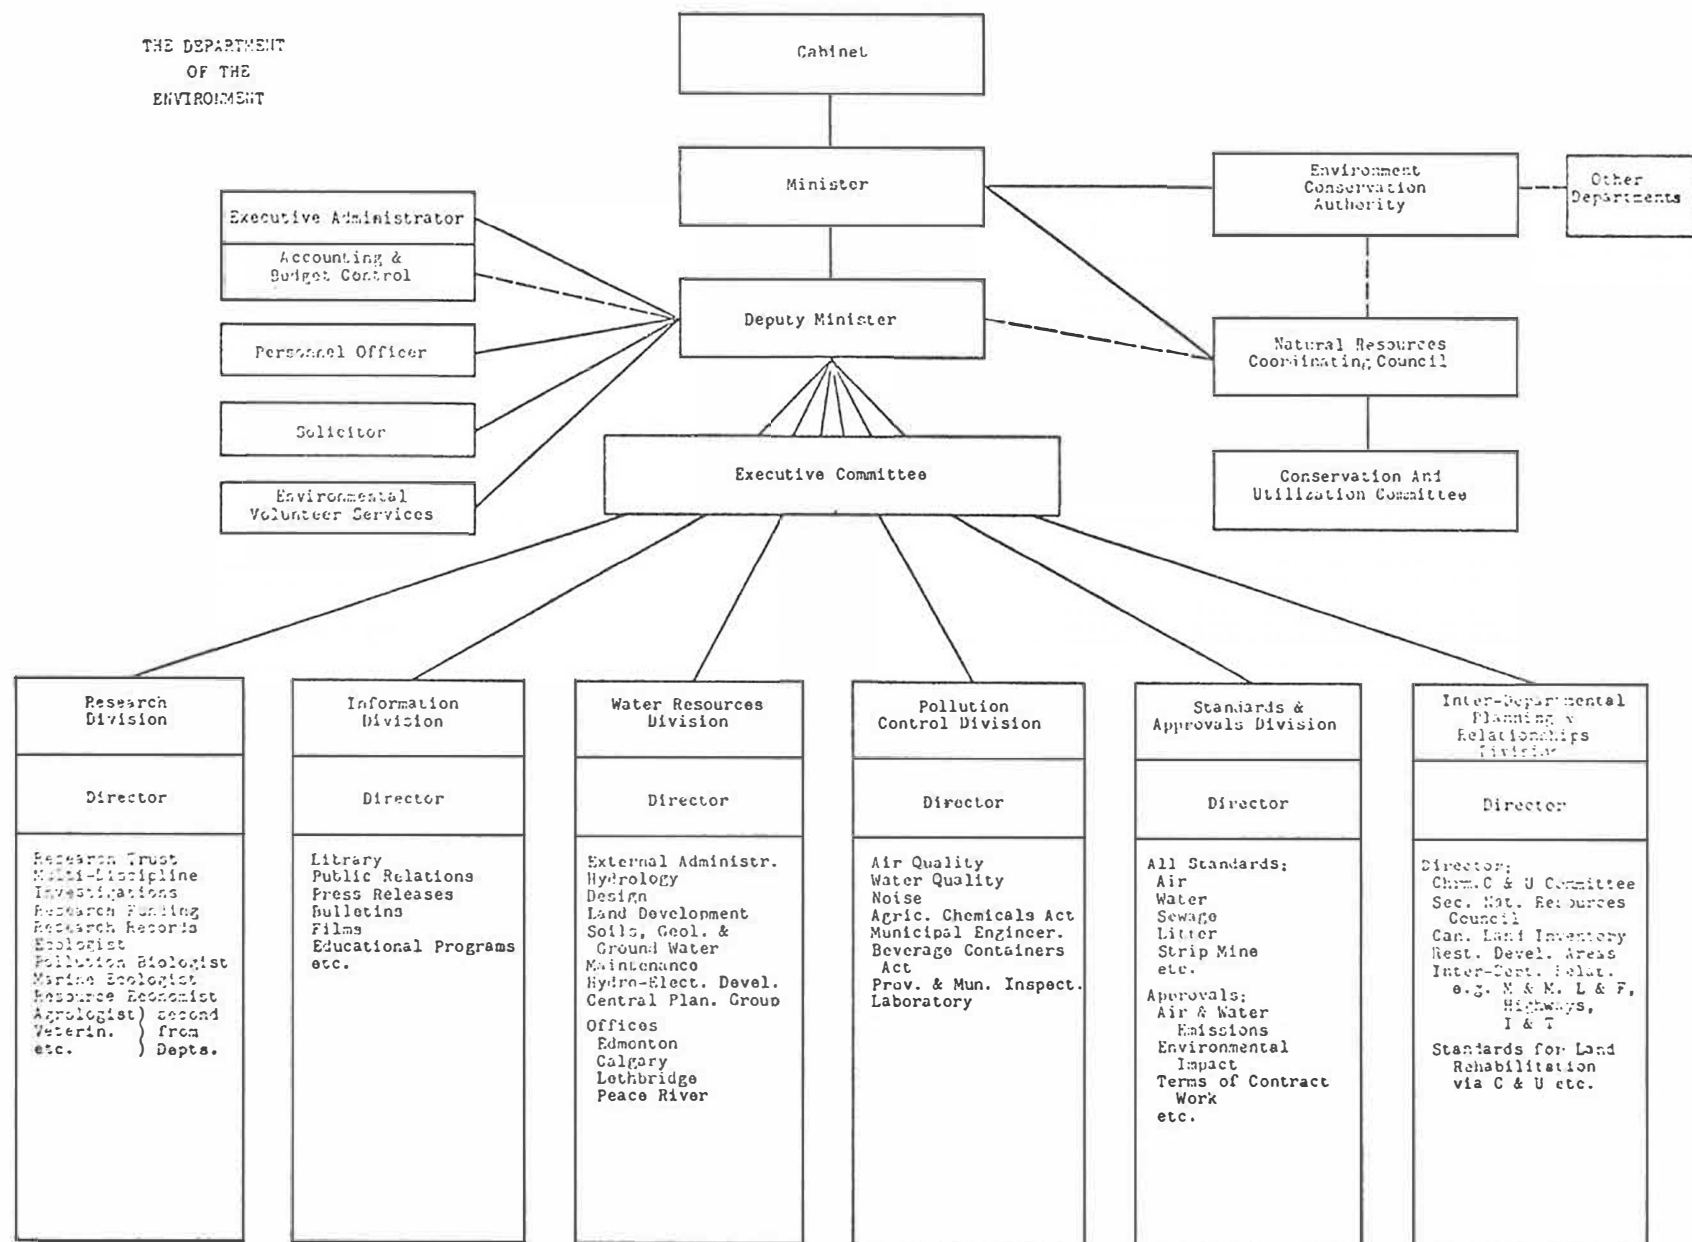 THE DEPARTMENT
OF THE
ENVIRONMENT
Cabinet
Minister
Environment
Conservation
Authority
Other
Departments
Executive Administrator
Accounting &
Budget Control
Deputy Minister
Personnel Officer
Natural Resources
Coordinating Council
Solicitor
Executive Committee
Conservation And
Utilization Committee
Environmental
Volunteer Services
Research
Division
Director
Research Trust
Multi-Discipline
Investigations
Research Funding
Research Records
Ecologist
Pollution Biologist
Marine Ecologist
Resource Economist
Agrologist) second
Veterin. ) from
etc. ) Depts.
Information
Division
Director
Library
Public Relations
Press Releases
Bulletins
Films
Educational Programs
etc.
Water Resources
Division
Director
External Administr.
Hydrology
Design
Land Development
Soils, Geol. &
Ground Water
Maintenance
Hydro-Elect. Devel.
Central Plan. Group
Offices
Edmonton
Calgary
Lethbridge
Peace River
Pollution
Control Division
Director
Air Quality
Water Quality
Noise
Agric. Chemicals Act
Municipal Engineer.
Beverage Containers
Act
Prov. & Mun. Inspect.
Laboratory
Standards &
Approvals Division
Director
All Standards;
Air
Water
Sewage
Litter
Strip Mine
etc.
Approvals;
Air & Water
Emissions
Environmental
Impact
Terms of Contract
Work
etc.
Inter-Departmental
Planning &
Relationships
Division
Director
Director;
Chrm.C & U Committee
Sec. Nat. Resources
Council
Can. Land Inventory
Rest. Devel. Areas
Inter-Dept. Relat.
e.g. M & M. L & F,
Highways,
I & T
Standards for Land
Rehabilitation
via C & U etc.